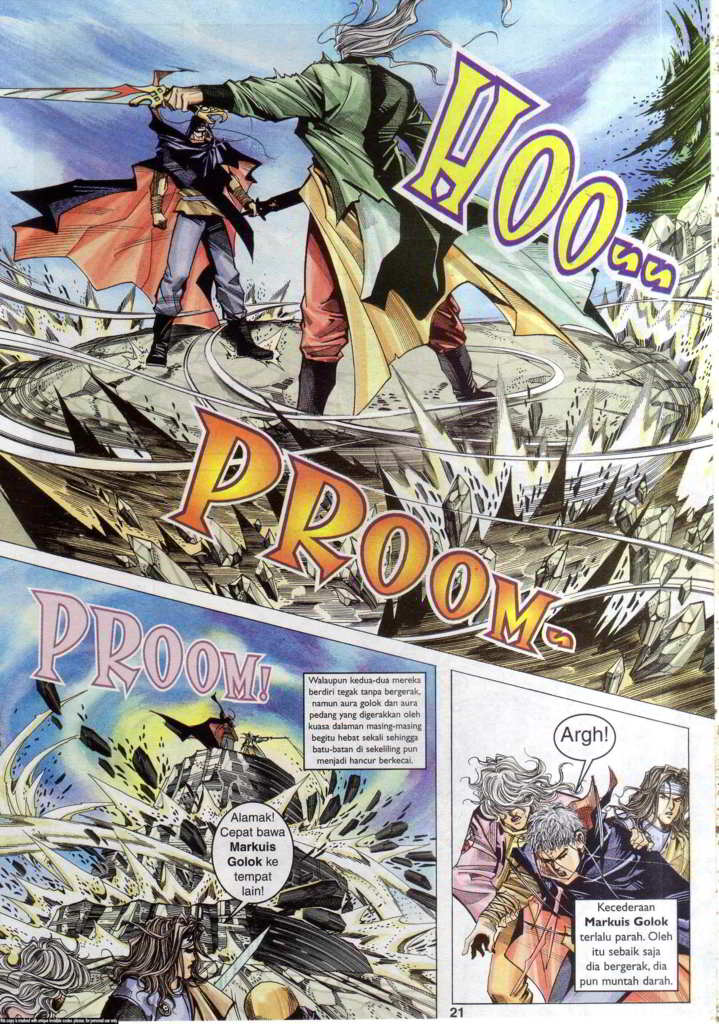 HOO~~
PROOM~
PROOM!
Walaupun kedua-dua mereka
berdiri tegak tanpa bergerak,
namun aura golok dan aura
pedang yang digerakkan oleh
kuasa dalaman masing-masing
begitu hebat sekali sehingga
batu-batan di sekeliling pun
menjadi hancur berkecai.
Alamak!
Cepat bawa
Markuis
Golok ke
tempat
lain!
Argh!
Kecederaan
Markuis Golok
terlalu parah. Oleh
itu sebaik saja
dia bergerak, dia
pun muntah darah.
21